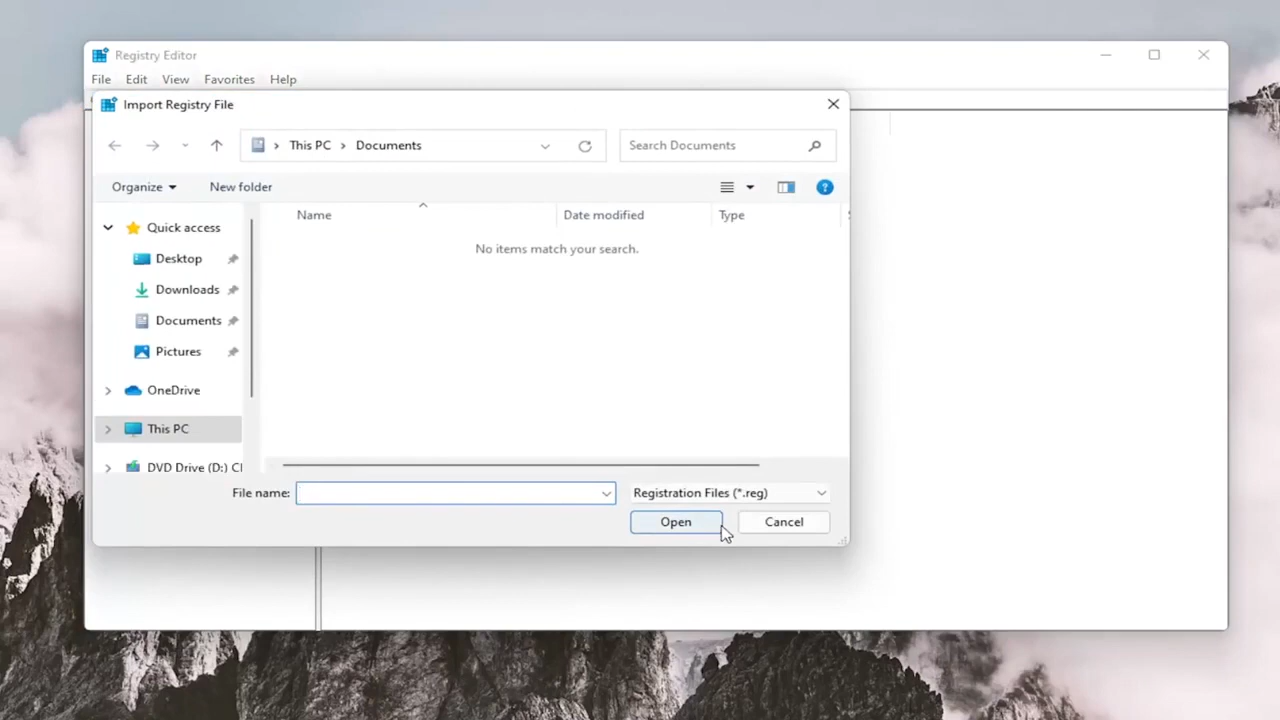 Registry Editor
File Edit View Favorites Help
Import Registry File
This PC > Documents
Search Documents
Organize New folder
Name Date modified Type
No items match your search.
Quick access
Desktop
Downloads
Documents
Pictures
OneDrive
This PC
DVD Drive (D:)
File name:
Registration Files (*.reg)
Open Cancel